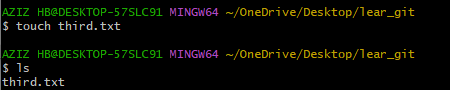 AZIZ HB@DESKTOP-57SLC91 MINGW64 ~/OneDrive/Desktop/lear_git
$ touch third.txt
AZIZ HB@DESKTOP-57SLC91 MINGW64 ~/OneDrive/Desktop/lear_git
$ ls
third.txt